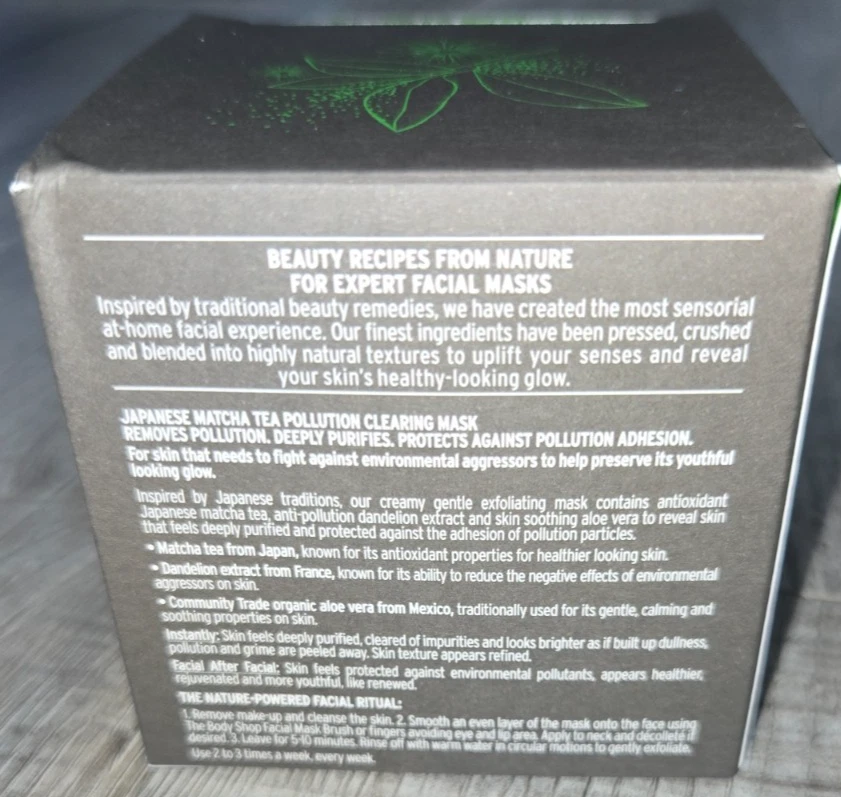 BEAUTY RECIPES FROM NATURE
FOR EXPERT FACIAL MASKS
Inspired by traditional beauty remedies, we have created the most sensorial
at-home facial experience. Our finest ingredients have been pressed, crushed
and blended into highly natural textures to uplift your senses and reveal
your skin's healthy-looking glow.
JAPANESE MATCHA TEA POLLUTION CLEARING MASK
REMOVES POLLUTION. DEEPLY PURIFIES. PROTECTS AGAINST POLLUTION ADHESION.
For skin that needs to fight against environmental aggressors to help preserve its youthful
looking glow.
Inspired by Japanese traditions, our creamy gentle exfoliating mask contains antioxidant
Japanese matcha tea, anti-pollution dandelion extract and skin soothing aloe vera to reveal skin
that feels deeply purified and protected against the adhesion of pollution particles.
• Matcha tea from Japan, known for its antioxidant properties for healthier looking skin.
• Dandelion extract from France, known for its ability to reduce the negative effects of environmental
aggressors on skin.
• Community Trade organic aloe vera from Mexico, traditionally used for its gentle, calming and
soothing properties on skin.
Instantly: Skin feels deeply purified, cleared of impurities and looks brighter as if built up dullness,
pollution and grime are peeled away. Skin texture appears refined.
Facial After Facial: Skin feels protected against environmental pollutants, appears healthier,
rejuvenated and more youthful, like renewed.
THE NATURE-POWERED FACIAL RITUAL:
1. Remove make-up and cleanse the skin. 2. Smooth an even layer of the mask onto the face using
The Body Shop Facial Mask Brush or fingers avoiding eye and lip area. Apply to neck and décolleté if
desired. 3. Leave for 5-10 minutes. Rinse off with warm water in circular motions to gently exfoliate.
Use 2 to 3 times a week, every week.